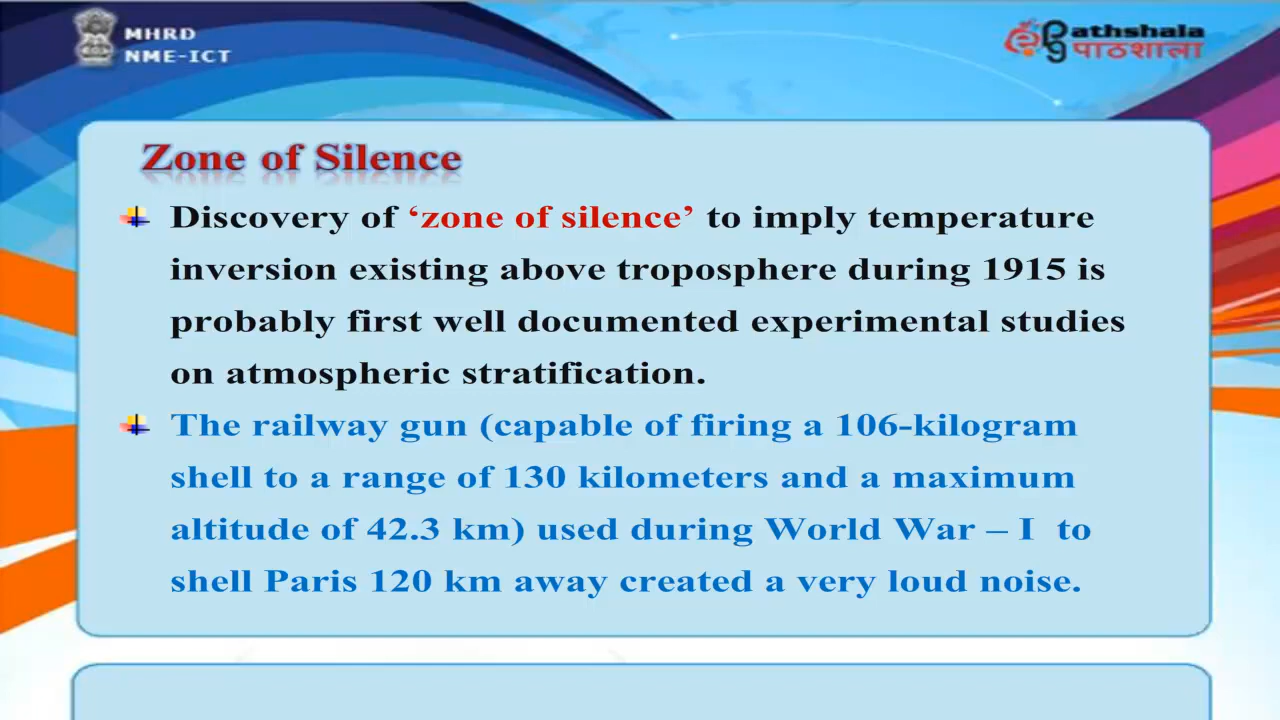 MHRD
NME-ICT
ePG athshala
पाठशाला
Zone of Silence
Discovery of ‘zone of silence’ to imply temperature
inversion existing above troposphere during 1915 is
probably first well documented experimental studies
on atmospheric stratification.
The railway gun (capable of firing a 106-kilogram
shell to a range of 130 kilometers and a maximum
altitude of 42.3 km) used during World War – I to
shell Paris 120 km away created a very loud noise.